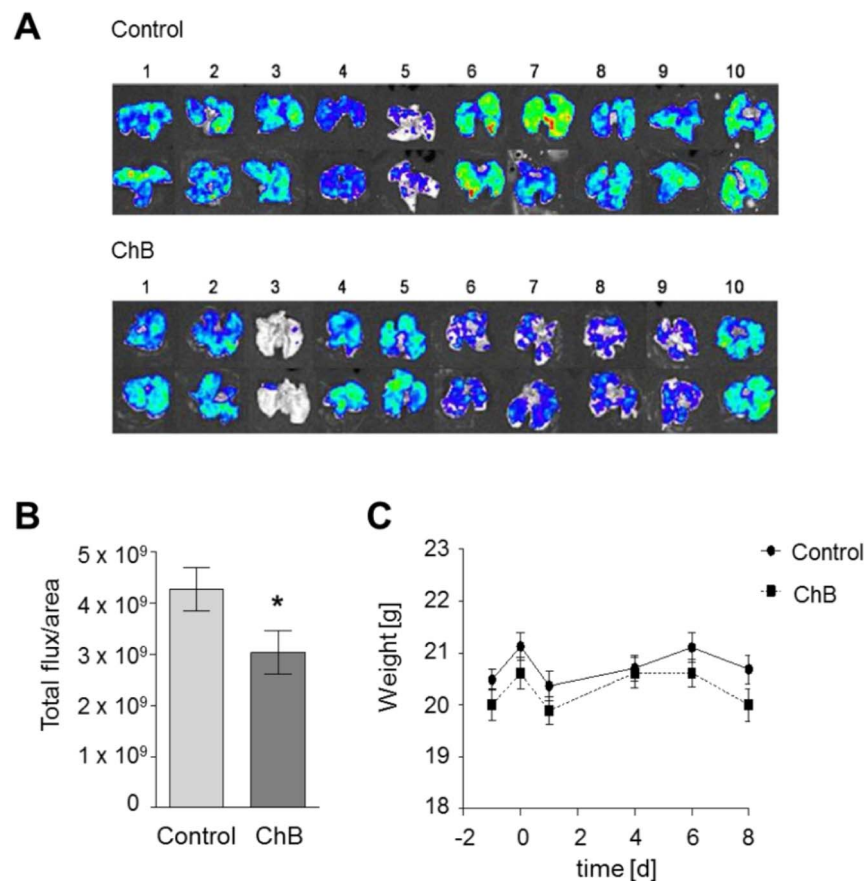 A
Control
1 2 3 4 5 6 7 8 9 10
ChB
1 2 3 4 5 6 7 8 9 10
B
Total flux/area
5 x 10⁹
4 x 10⁹
3 x 10⁹
2 x 10⁹
1 x 10⁹
0
*
Control ChB
C
Weight [g]
23
22
21
20
19
18
-2 0 2 4 6 8
time [d]
Control
ChB